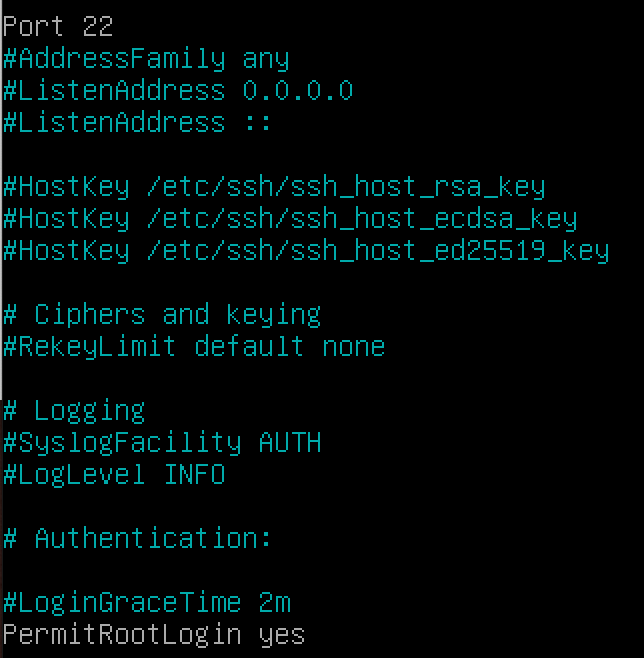 Port 22
#AddressFamily any
#ListenAddress 0.0.0.0
#ListenAddress ::
#HostKey /etc/ssh/ssh_host_rsa_key
#HostKey /etc/ssh/ssh_host_ecdsa_key
#HostKey /etc/ssh/ssh_host_ed25519_key
# Ciphers and keying
#RekeyLimit default none
# Logging
#SyslogFacility AUTH
#LogLevel INFO
# Authentication:
#LoginGraceTime 2m
PermitRootLogin yes